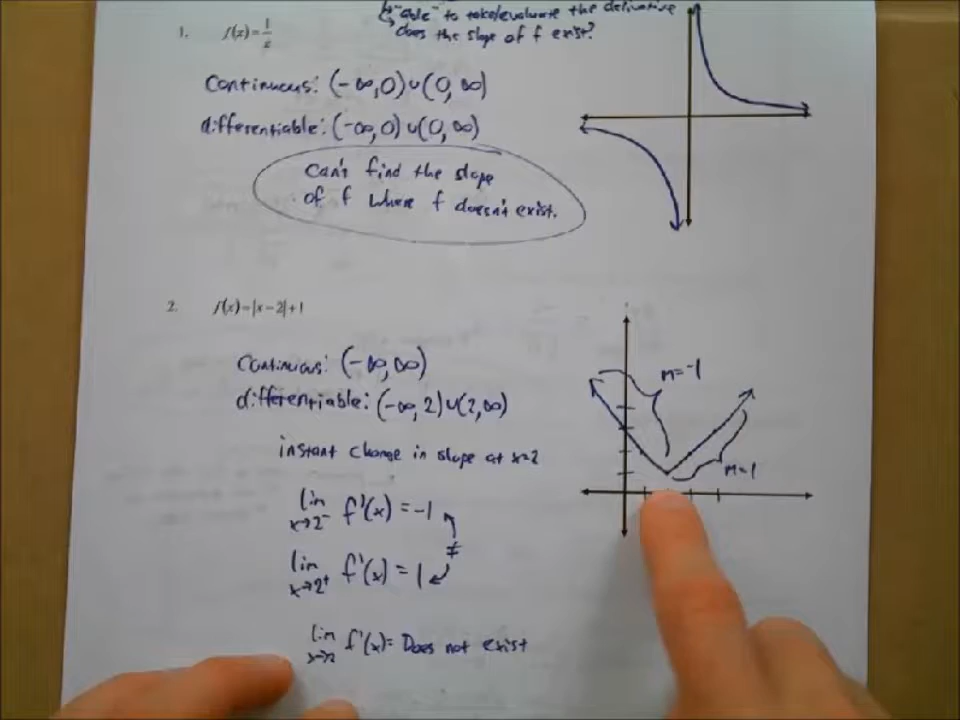 "able" to take/evaluate the derivative
does the slope of f exist?
1. f(x)=1/x
Continuous: (-∞,0)∪(0,∞)
differentiable: (-∞,0)∪(0,∞)
Can't find the slope
of f where f doesn't exist.
2. f(x)=|x-2|+1
Continuous: (-∞,∞)
differentiable: (-∞,2)∪(2,∞)
m=-1
instant change in slope at x=2
m=1
lim x→2⁻ f'(x) = -1
≠
lim x→2⁺ f'(x) = 1
lim x→2 f'(x)= Does not exist